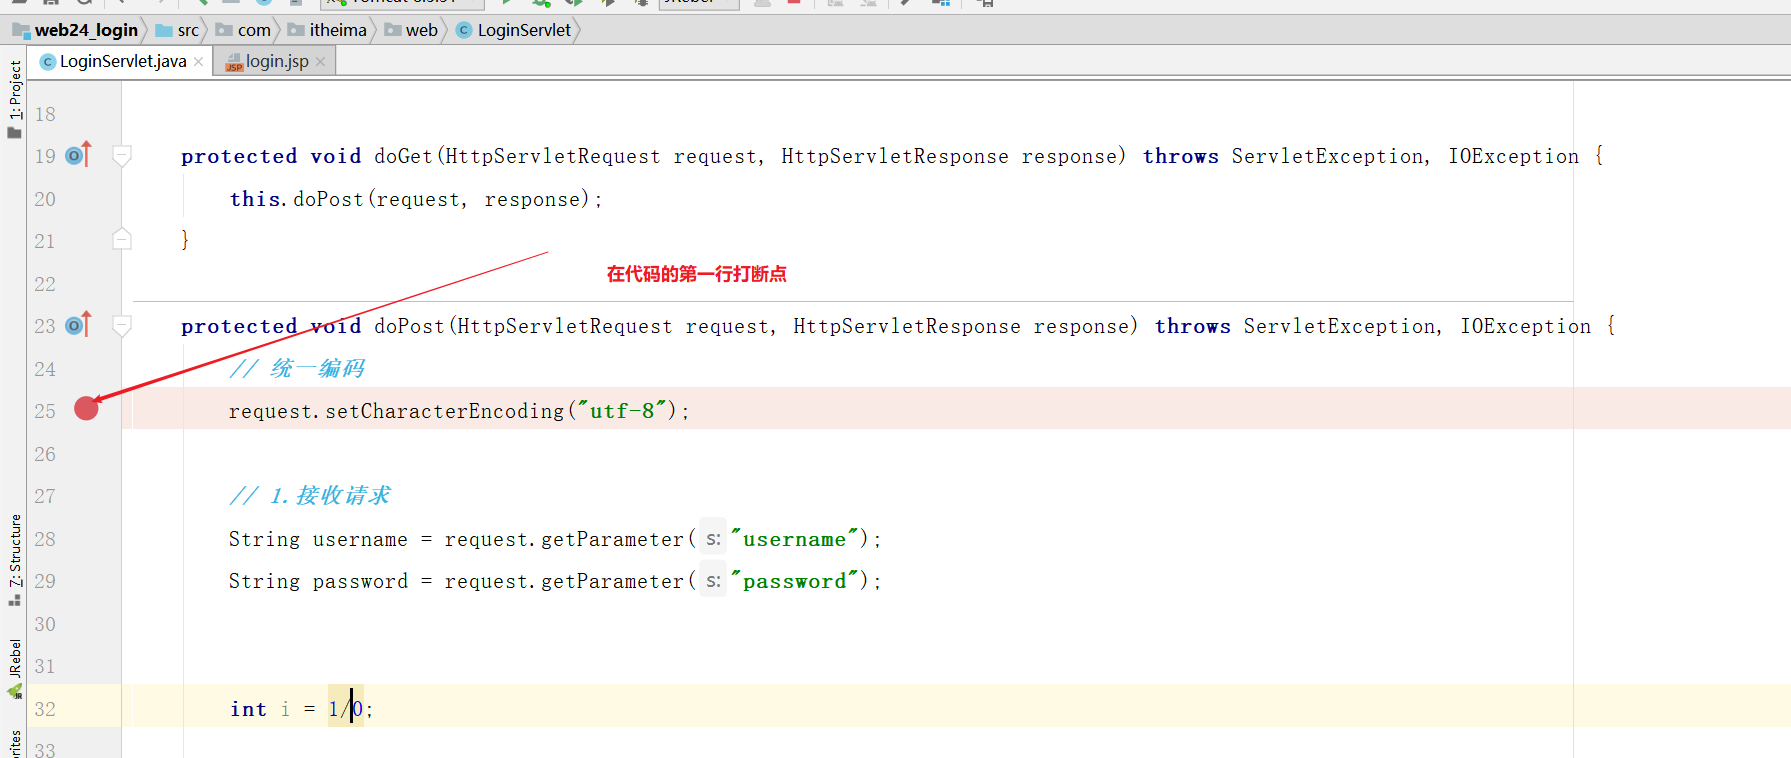 web24_login src com itheima web LoginServlet
LoginServlet.java login.jsp
1: Project
7: Structure
JRebel
18
19 protected void doGet(HttpServletRequest request, HttpServletResponse response) throws ServletException, IOException {
20 this.doPost(request, response);
21 }
在代码的第一行打断点
22
23 protected void doPost(HttpServletRequest request, HttpServletResponse response) throws ServletException, IOException {
24 // 统一编码
25 request.setCharacterEncoding("utf-8");
26
27 // 1.接收请求
28 String username = request.getParameter( s: "username");
29 String password = request.getParameter( s: "password");
30
31
32 int i = 1/0;
33